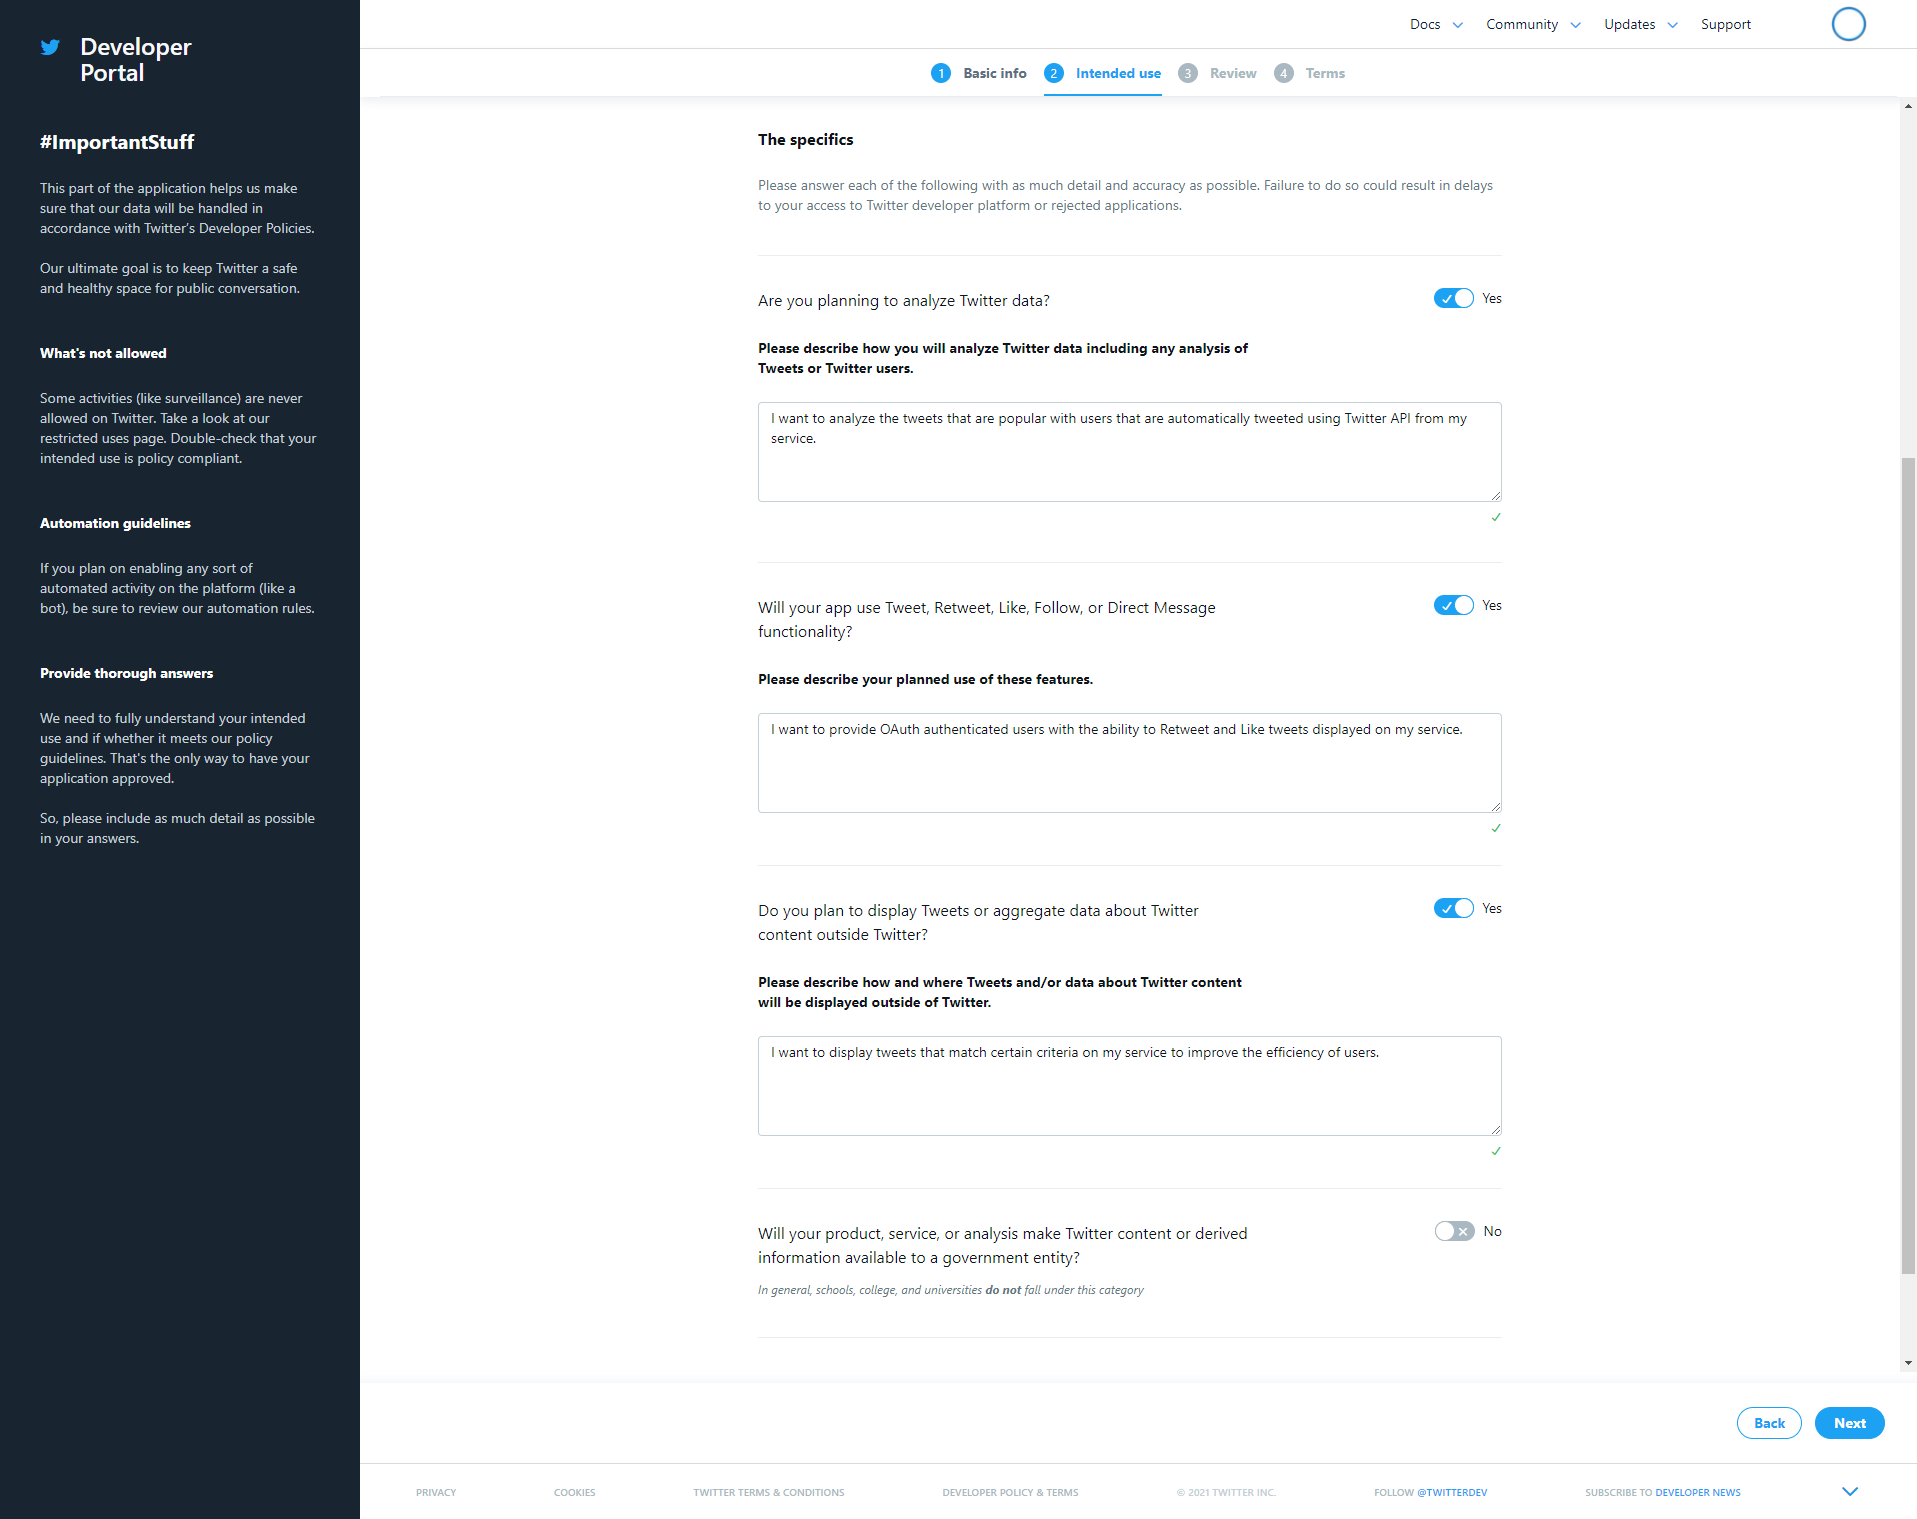 Developer
Portal
#ImportantStuff
This part of the application helps us make
sure that our data will be handled in
accordance with Twitter's Developer Policies.
Our ultimate goal is to keep Twitter a safe
and healthy space for public conversation.
What's not allowed
Some activities (like surveillance) are never
allowed on Twitter. Take a look at our
restricted uses page. Double-check that your
intended use is policy compliant.
Automation guidelines
If you plan on enabling any sort of
automated activity on the platform (like a
bot), be sure to review our automation rules.
Provide thorough answers
We need to fully understand your intended
use and if whether it meets our policy
guidelines. That's the only way to have your
application approved.
So, please include as much detail as possible
in your answers.
Docs Community Updates Support
1 Basic info 2 Intended use 3 Review 4 Terms
The specifics
Please answer each of the following with as much detail and accuracy as possible. Failure to do so could result in delays
to your access to Twitter developer platform or rejected applications.
Are you planning to analyze Twitter data? Yes
Please describe how you will analyze Twitter data including any analysis of
Tweets or Twitter users.
I want to analyze the tweets that are popular with users that are automatically tweeted using Twitter API from my
service.
Will your app use Tweet, Retweet, Like, Follow, or Direct Message Yes
functionality?
Please describe your planned use of these features.
I want to provide OAuth authenticated users with the ability to Retweet and Like tweets displayed on my service.
Do you plan to display Tweets or aggregate data about Twitter Yes
content outside Twitter?
Please describe how and where Tweets and/or data about Twitter content
will be displayed outside of Twitter.
I want to display tweets that match certain criteria on my service to improve the efficiency of users.
Will your product, service, or analysis make Twitter content or derived No
information available to a government entity?
In general, schools, college, and universities do not fall under this category
Back Next
PRIVACY COOKIES TWITTER TERMS & CONDITIONS DEVELOPER POLICY & TERMS © 2021 TWITTER INC. FOLLOW @TWITTERDEV SUBSCRIBE TO DEVELOPER NEWS